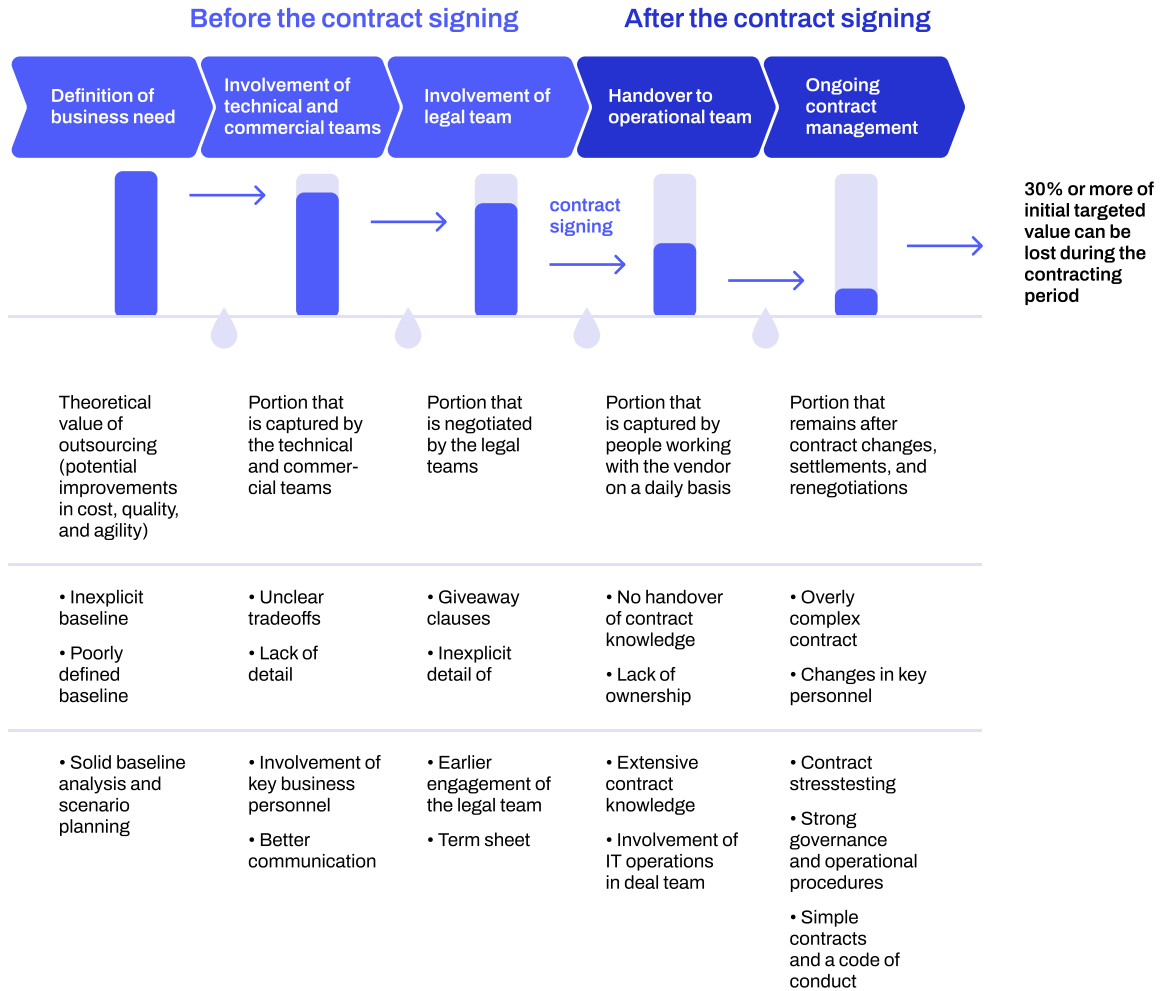 Before the contract signing
After the contract signing
Definition of
business need
Involvement of
technical and
commercial teams
Involvement of
legal team
Handover to
operational team
Ongoing
contract
management
contract
signing
30% or more of
initial targeted
value can be
lost during the
contracting
period
Theoretical
value of
outsourcing
(potential
improvements
in cost, quality,
and agility)
Portion that
is captured by
the technical
and commer-
cial teams
Portion that
is negotiated
by the legal
teams
Portion that
is captured by
people working
with the vendor
on a daily basis
Portion that
remains after
contract changes,
settlements, and
renegotiations
• Inexplicit
baseline
• Poorly
defined
baseline
• Unclear
tradeoffs
• Lack of
detail
• Giveaway
clauses
• Inexplicit
detail of
• No handover
of contract
knowledge
• Lack of
ownership
• Overly
complex
contract
• Changes in key
personnel
• Solid baseline
analysis and
scenario
planning
• Involvement of
key business
personnel
• Better
communication
• Earlier
engagement of
the legal team
• Term sheet
• Extensive
contract
knowledge
• Involvement of
IT operations
in deal team
• Contract
stresstesting
• Strong
governance
and operational
procedures
• Simple
contracts
and a code of
conduct